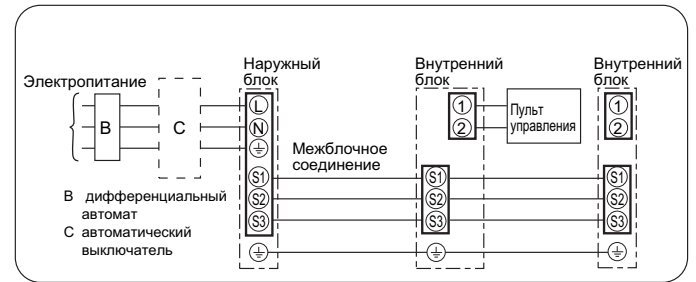 Наружный
блок
Внутренний
блок
Внутренний
блок
Электропитание
B
C
L
N
1
2
Пульт
управления
1
2
Межблочное
соединение
S1
S2
S3
S1
S2
S3
S1
S2
S3
B дифференциальный
автомат
C автоматический
выключатель